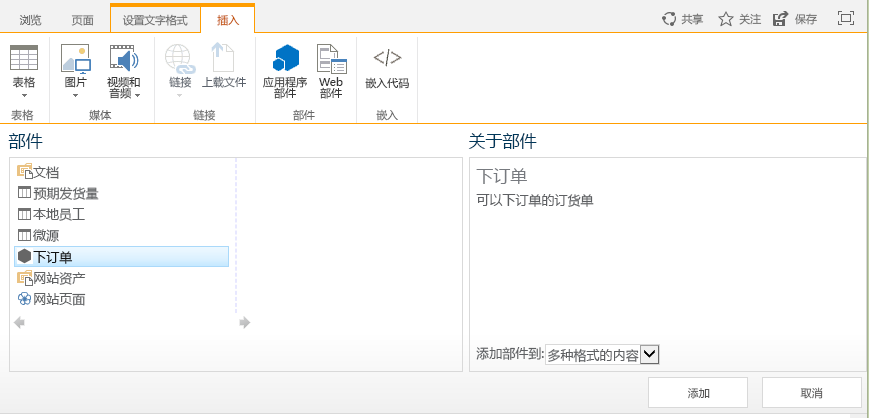 浏览 页面 设置文字格式 插入 共享 关注 保存
表格 图片 视频和音频 链接 上载文件 应用程序部件 Web部件 嵌入代码
表格 媒体 链接 部件 嵌入
部件
文档
预期发货量
本地员工
微源
下订单
网站资产
网站页面
关于部件
下订单
可以下订单的订货单
添加部件到: 多种格式的内容
添加 取消